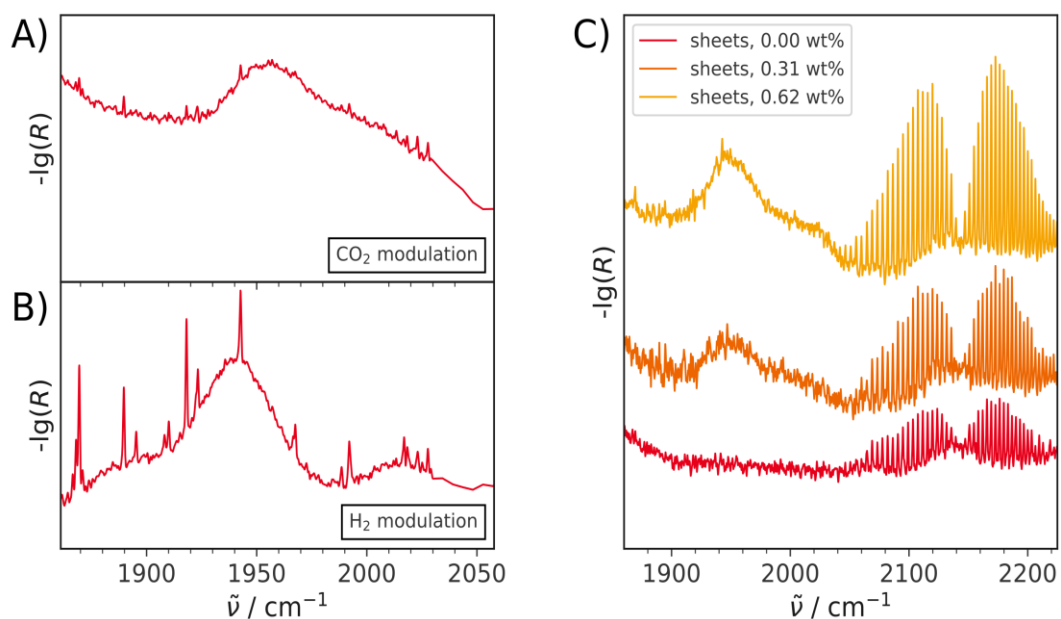 A)
-lg(R)
CO₂ modulation
B)
-lg(R)
H₂ modulation
1900 1950 2000 2050
ṽ / cm⁻¹
C)
sheets, 0.00 wt%
sheets, 0.31 wt%
sheets, 0.62 wt%
-lg(R)
1900 2000 2100 2200
ṽ / cm⁻¹